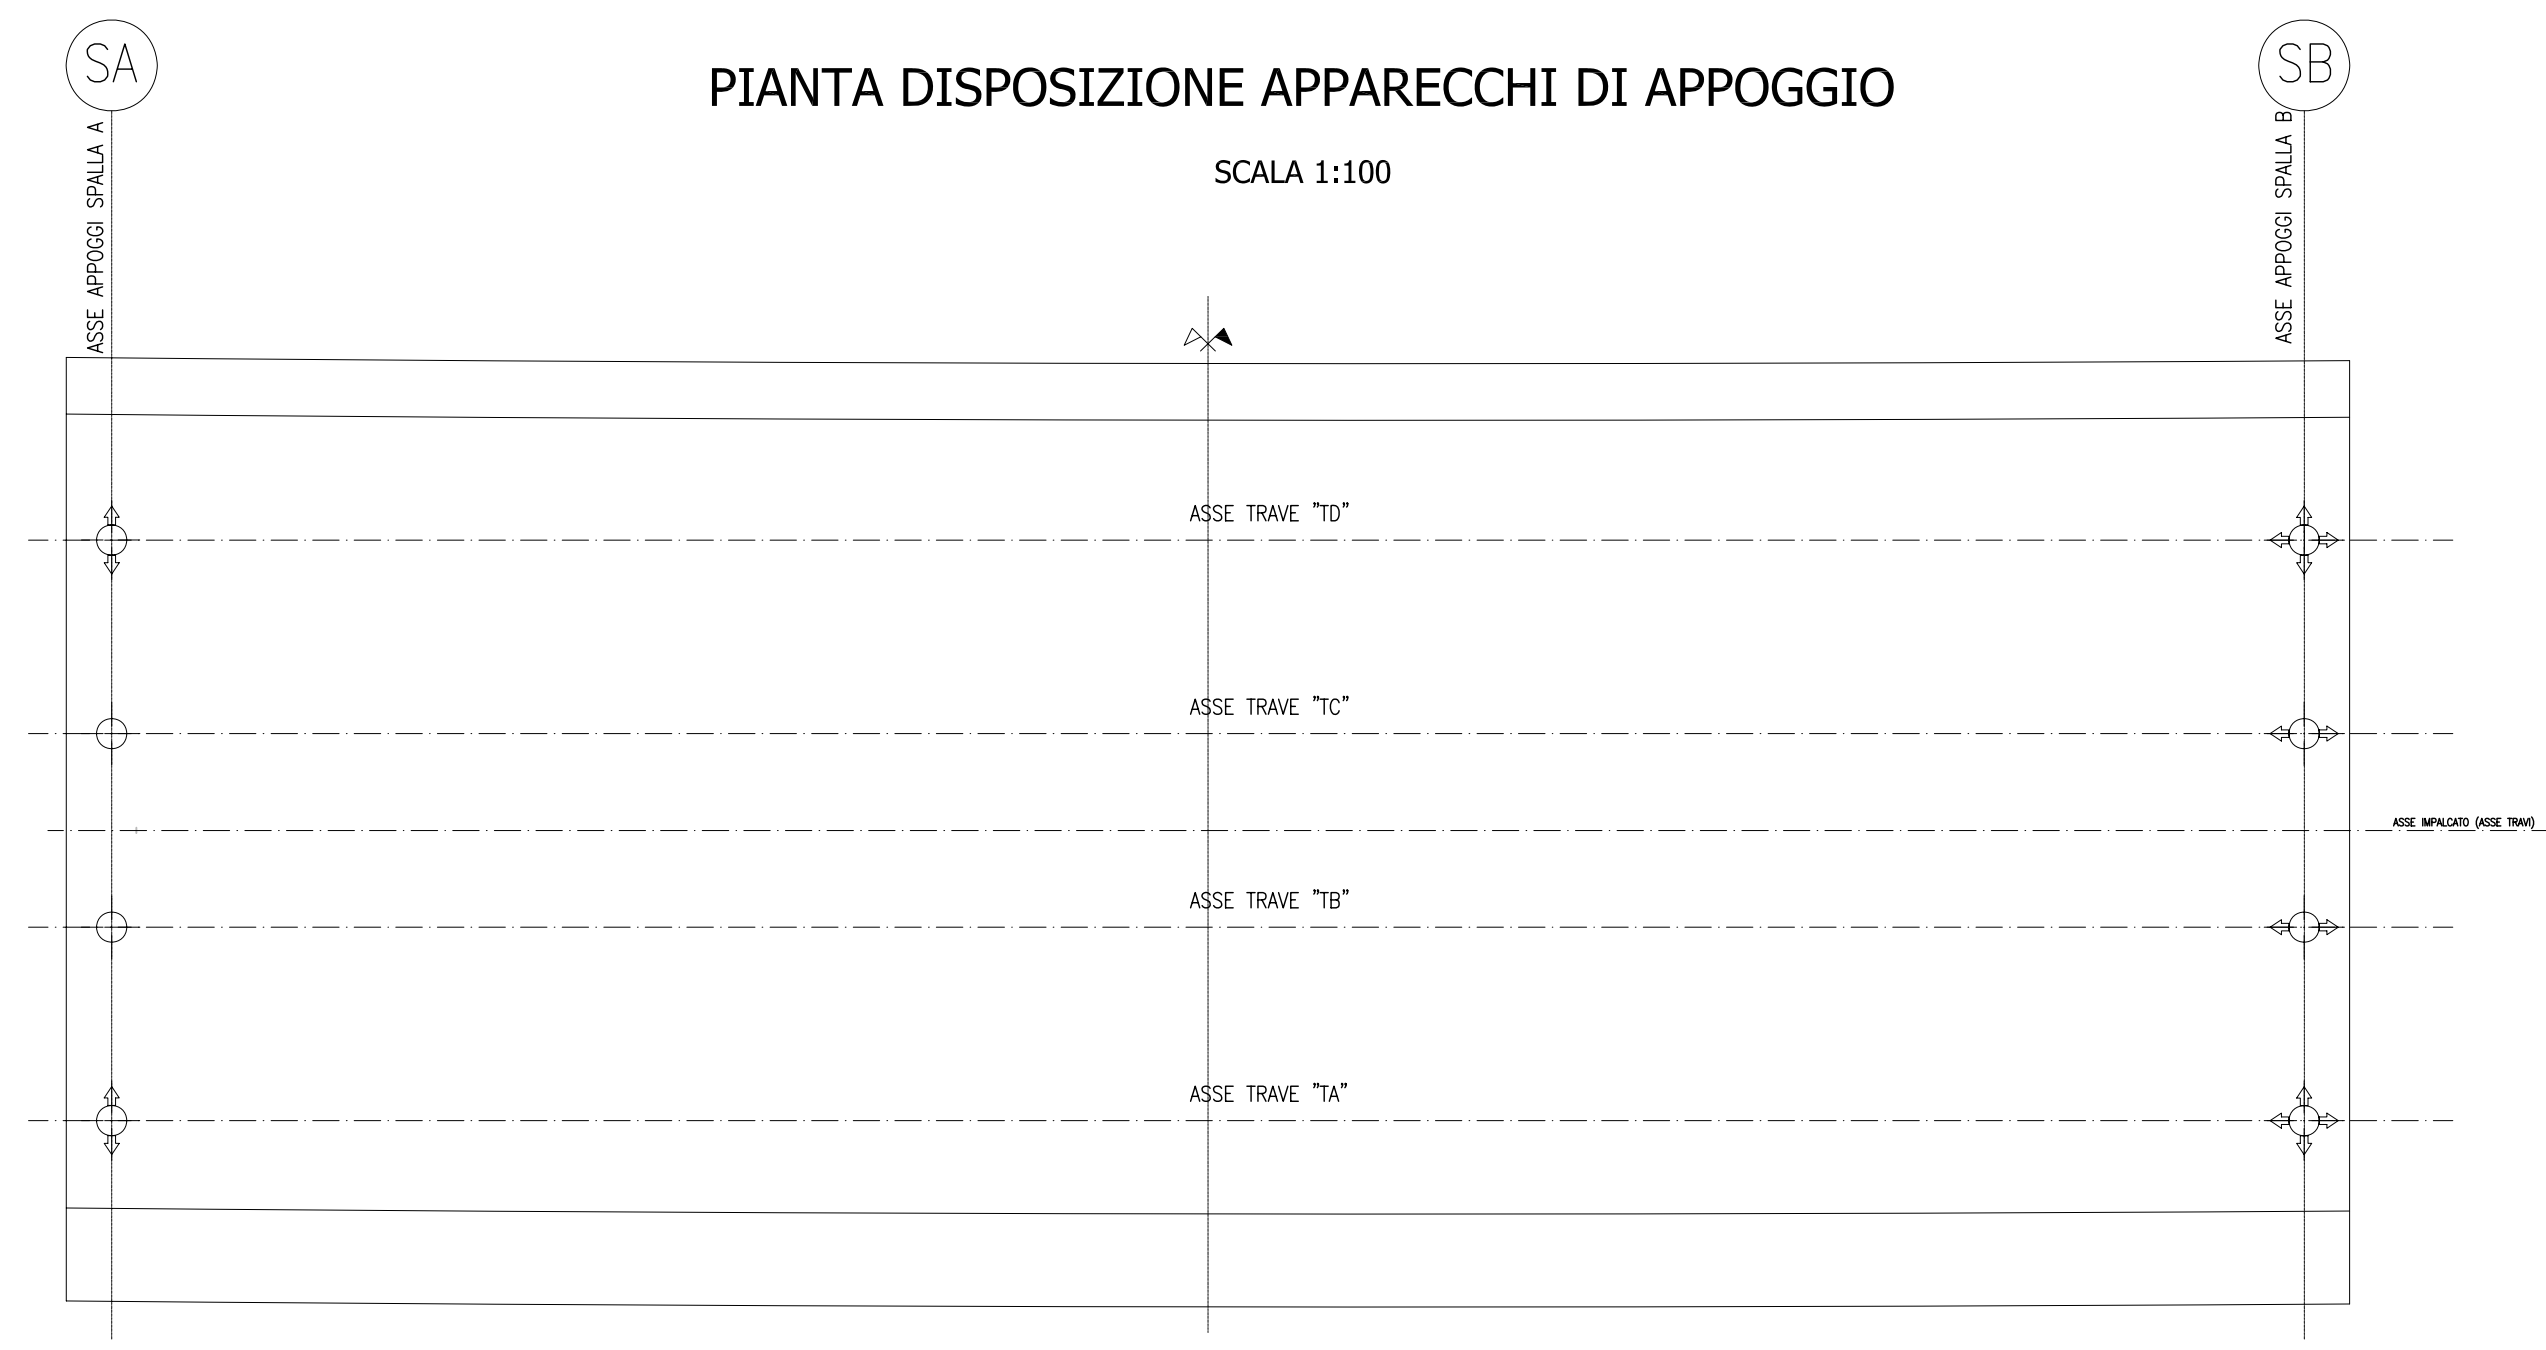 SA
SB
PIANTA DISPOSIZIONE APPARECCHI DI APPOGGIO
SCALA 1:100
ASSE APPOGGI SPALLA A
ASSE APPOGGI SPALLA B
ASSE TRAVE "TD"
ASSE TRAVE "TC"
ASSE IMPALCATO (ASSE TRAVI)
ASSE TRAVE "TB"
ASSE TRAVE "TA"